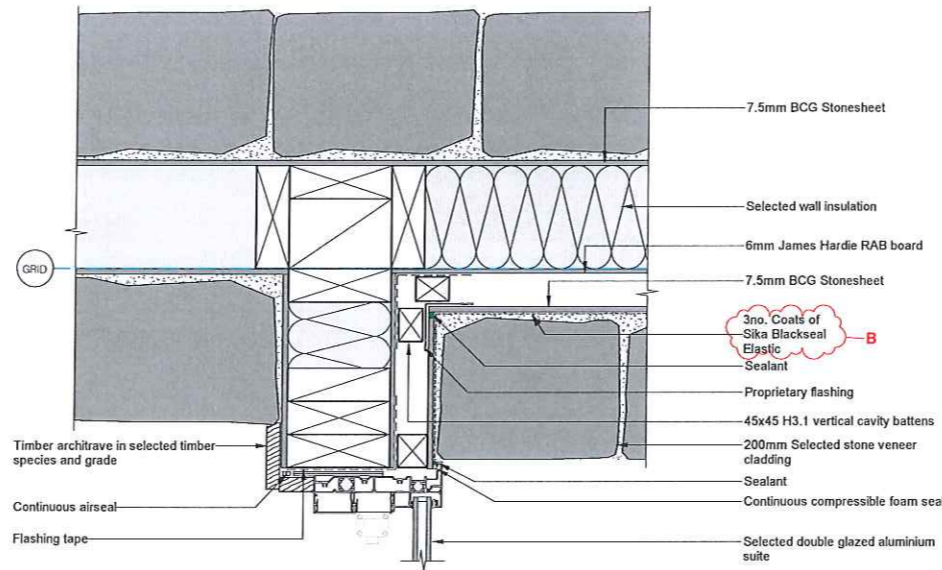 7.5mm BCG Stonesheet
Selected wall insulation
6mm James Hardie RAB board
GRID
7.5mm BCG Stonesheet
3no. Coats of
Sika Blackseal
Elastic
B
Sealant
Proprietary flashing
45x45 H3.1 vertical cavity battens
Timber architrave in selected timber
species and grade
200mm Selected stone veneer
cladding
Sealant
Continuous airseal
Continuous compressible foam seal
Flashing tape
Selected double glazed aluminium
suite